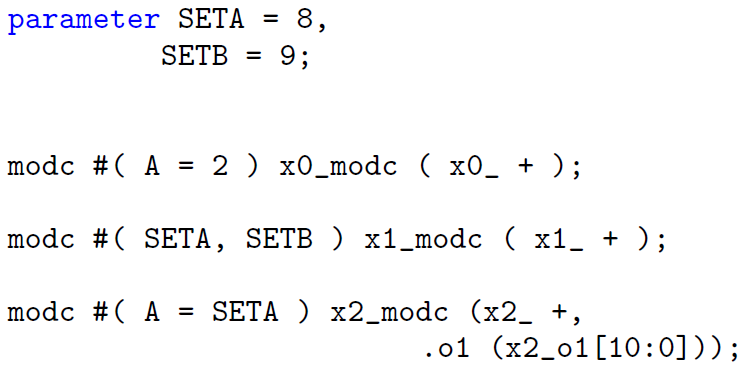 parameter SETA = 8,
SETB = 9;
modc #( A = 2 ) x0_modc ( x0_ + );
modc #( SETA, SETB ) x1_modc ( x1_ + );
modc #( A = SETA ) x2_modc (x2_ +,
.o1 (x2_o1[10:0]));